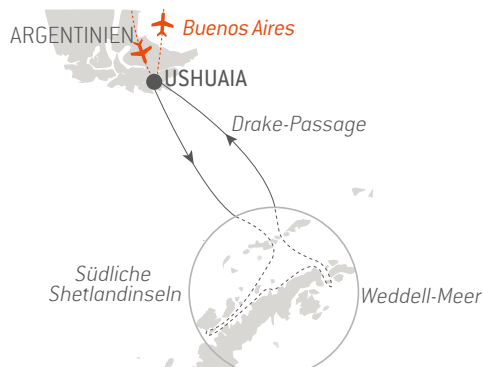 ARGENTINIEN
Buenos Aires
USHUAIA
Drake-Passage
Südliche
Shetlandinseln
Weddell-Meer